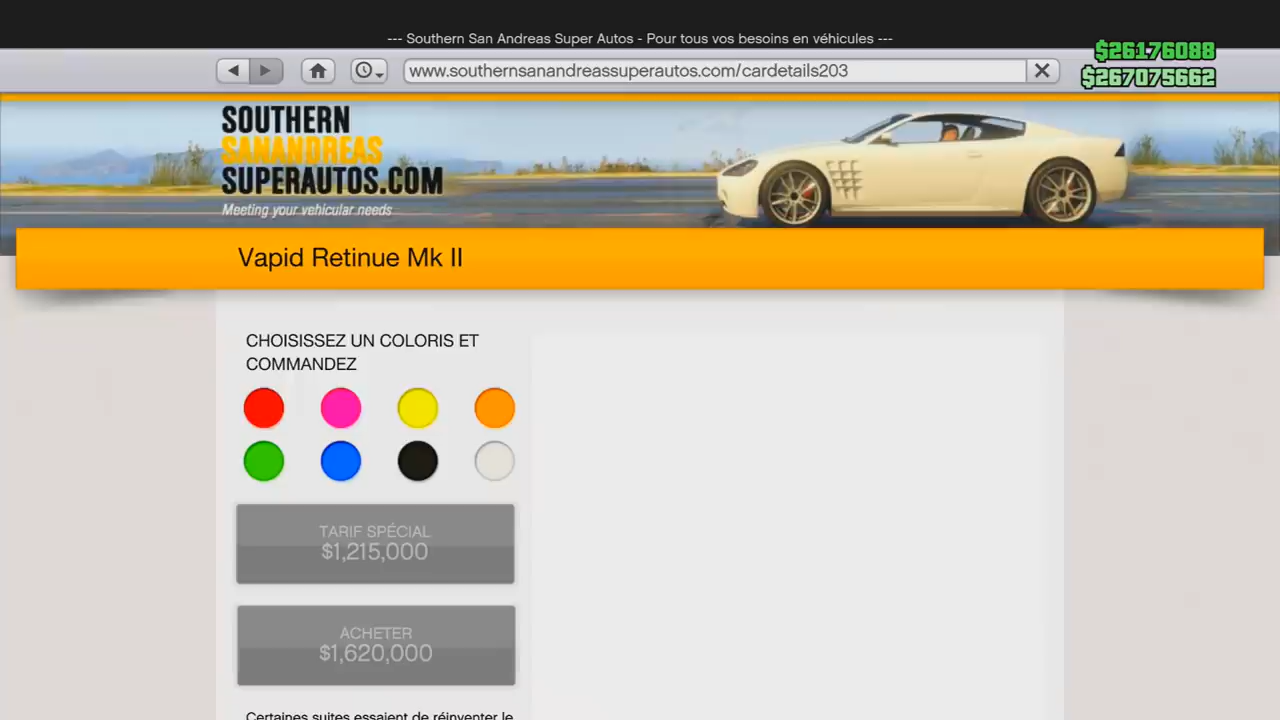 --- Southern San Andreas Super Autos - Pour tous vos besoins en véhicules ---
$26176088
www.southernsanandreassuperautos.com/cardetails203
$267075662
SOUTHERN
SANANDREAS
SUPERAUTOS.COM
Meeting your vehicular needs
Vapid Retinue Mk II
CHOISISSEZ UN COLORIS ET
COMMANDEZ
TARIF SPÉCIAL
$1,215,000
ACHETER
$1,620,000
Certaines suites essaient de réinventer le